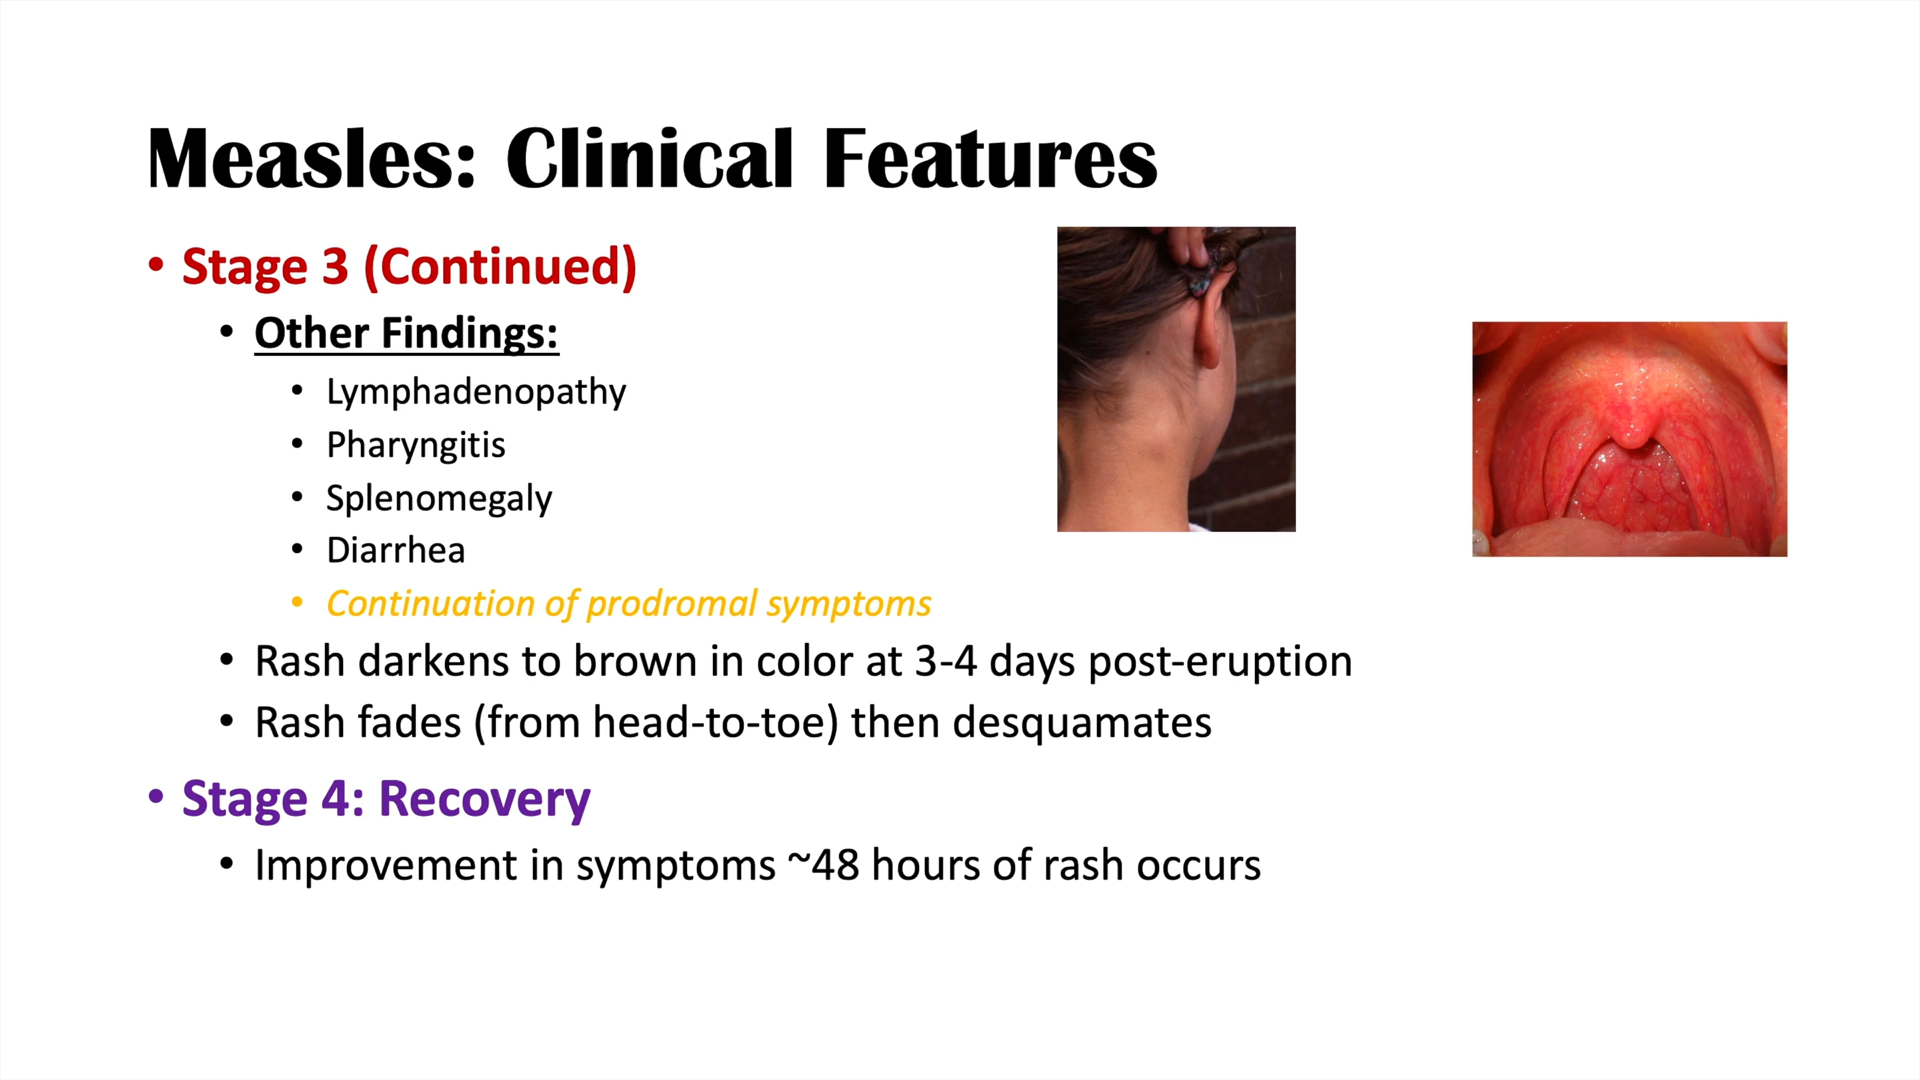 Measles: Clinical Features
• Stage 3 (Continued)
• Other Findings:
• Lymphadenopathy
• Pharyngitis
• Splenomegaly
• Diarrhea
• Continuation of prodromal symptoms
• Rash darkens to brown in color at 3-4 days post-eruption
• Rash fades (from head-to-toe) then desquamates
• Stage 4: Recovery
• Improvement in symptoms ~48 hours of rash occurs